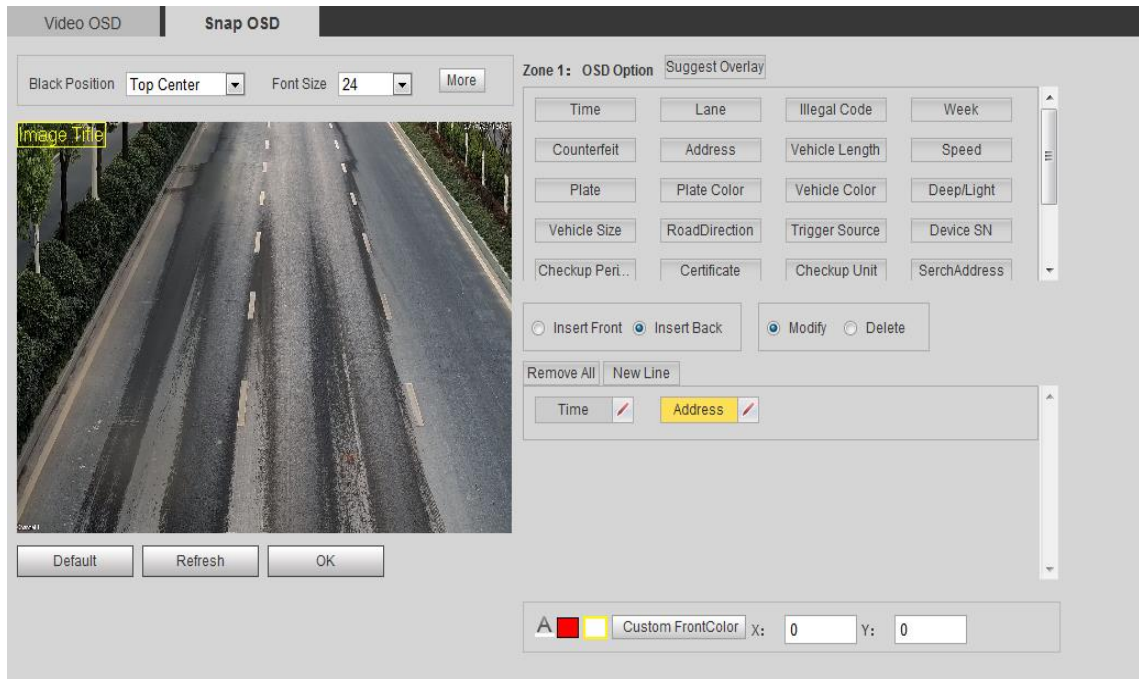 Video OSD
Snap OSD
Black Position Top Center Font Size 24 More
Image Title
Zone 1: OSD Option Suggest Overlay
Time Lane Illegal Code Week
Counterfeit Address Vehicle Length Speed
Plate Plate Color Vehicle Color Deep/Light
Vehicle Size RoadDirection Trigger Source Device SN
Checkup Peri... Certificate Checkup Unit SerchAddress
Insert Front Insert Back Modify Delete
Remove All New Line
Time Address
Default Refresh OK
A Custom FrontColor X: 0 Y: 0